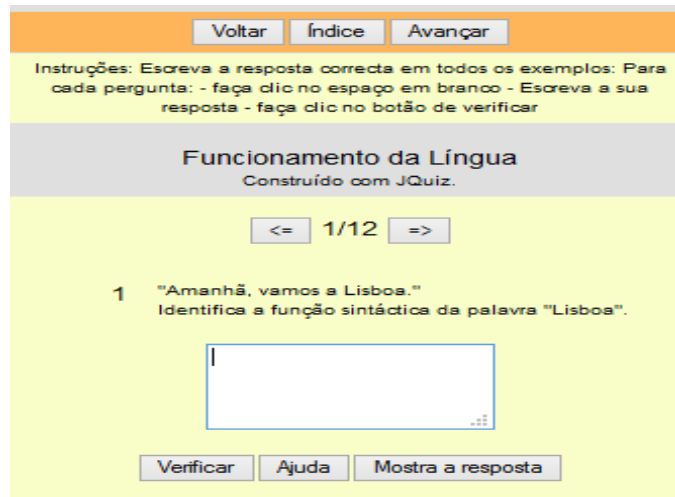 Voltar Índice Avançar
Instruções: Escreva a resposta correcta em todos os exemplos: Para
cada pergunta: - faça clic no espaço em branco - Escreva a sua
resposta - faça clic no botão de verificar
Funcionamento da Língua
Construído com JQuiz.
<= 1/12 =>
1 "Amanhã, vamos a Lisboa."
Identifica a função sintáctica da palavra "Lisboa".
Verificar Ajuda Mostra a resposta